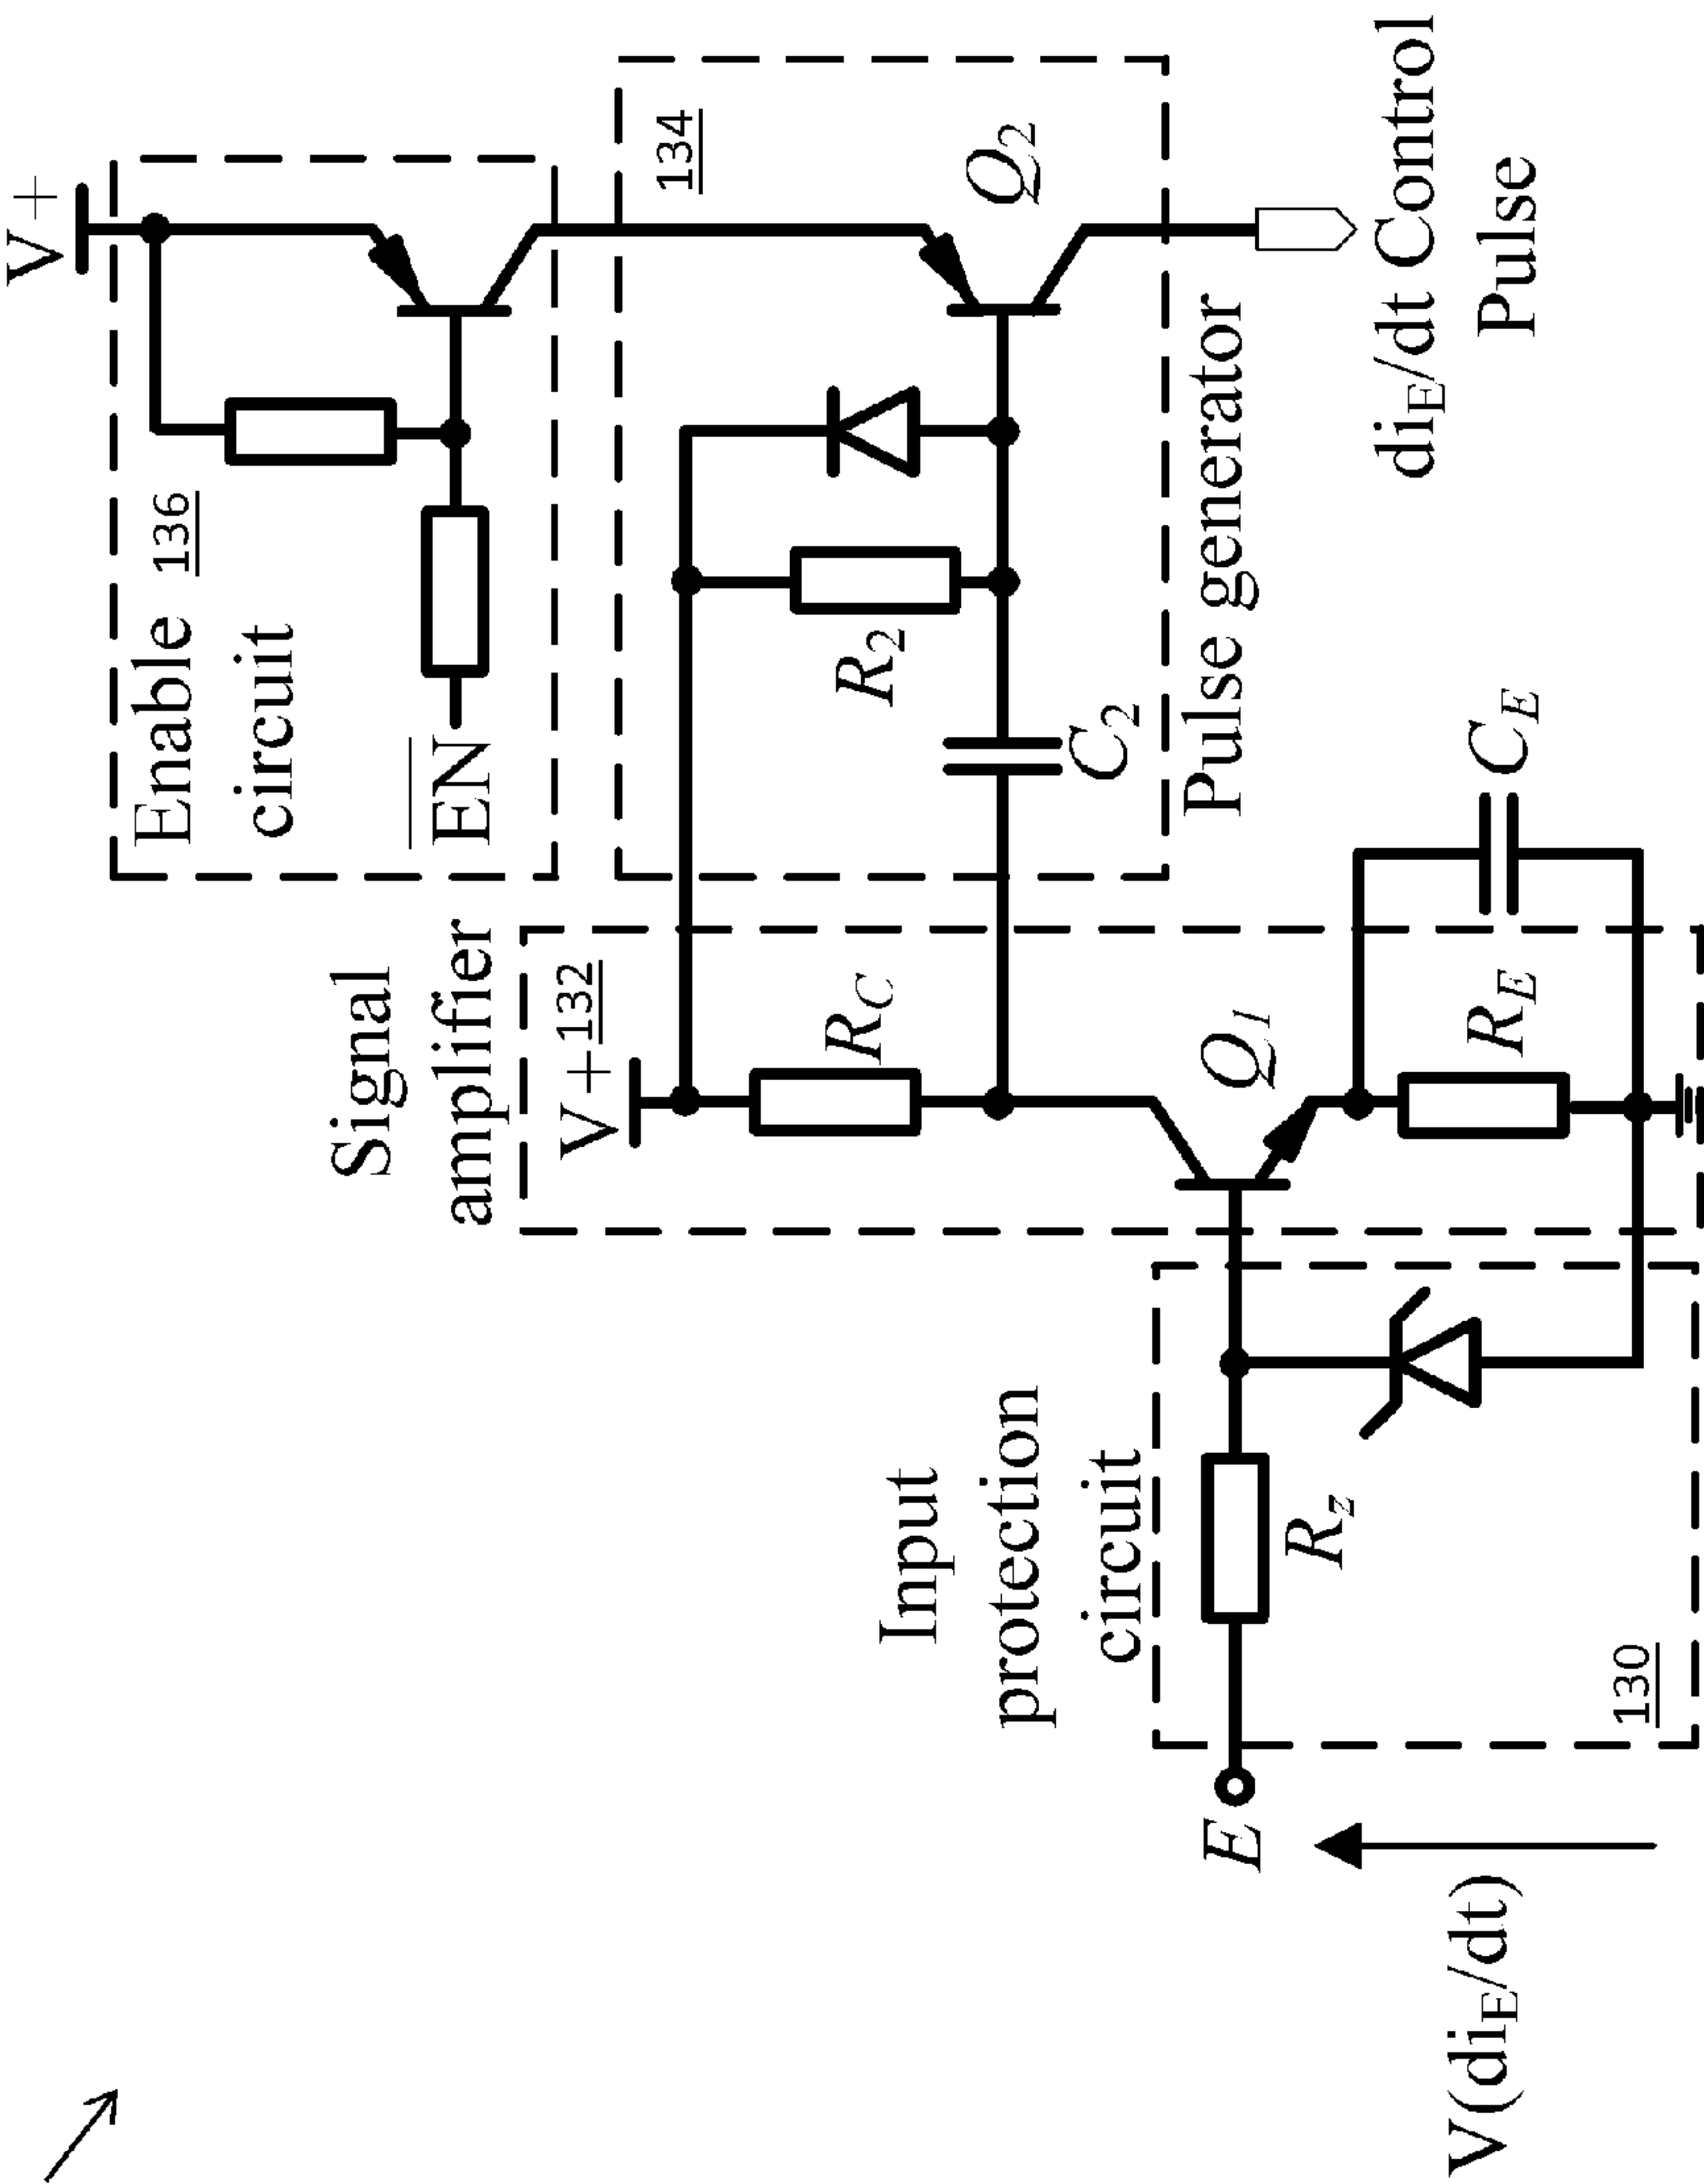 V+
Enable 136
circuit
E̅N̅
134
Q2
R2
C2
Pulse generator
diE/dt Control
Pulse
Signal
amplifier
V+ 132
RC
Q1
RE
CE
Input
protection
circuit
Rz
130
E
V(diE/dt)